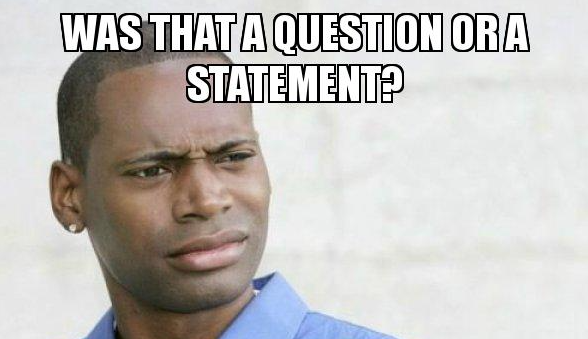 WAS THAT A QUESTION OR A
STATEMENT?